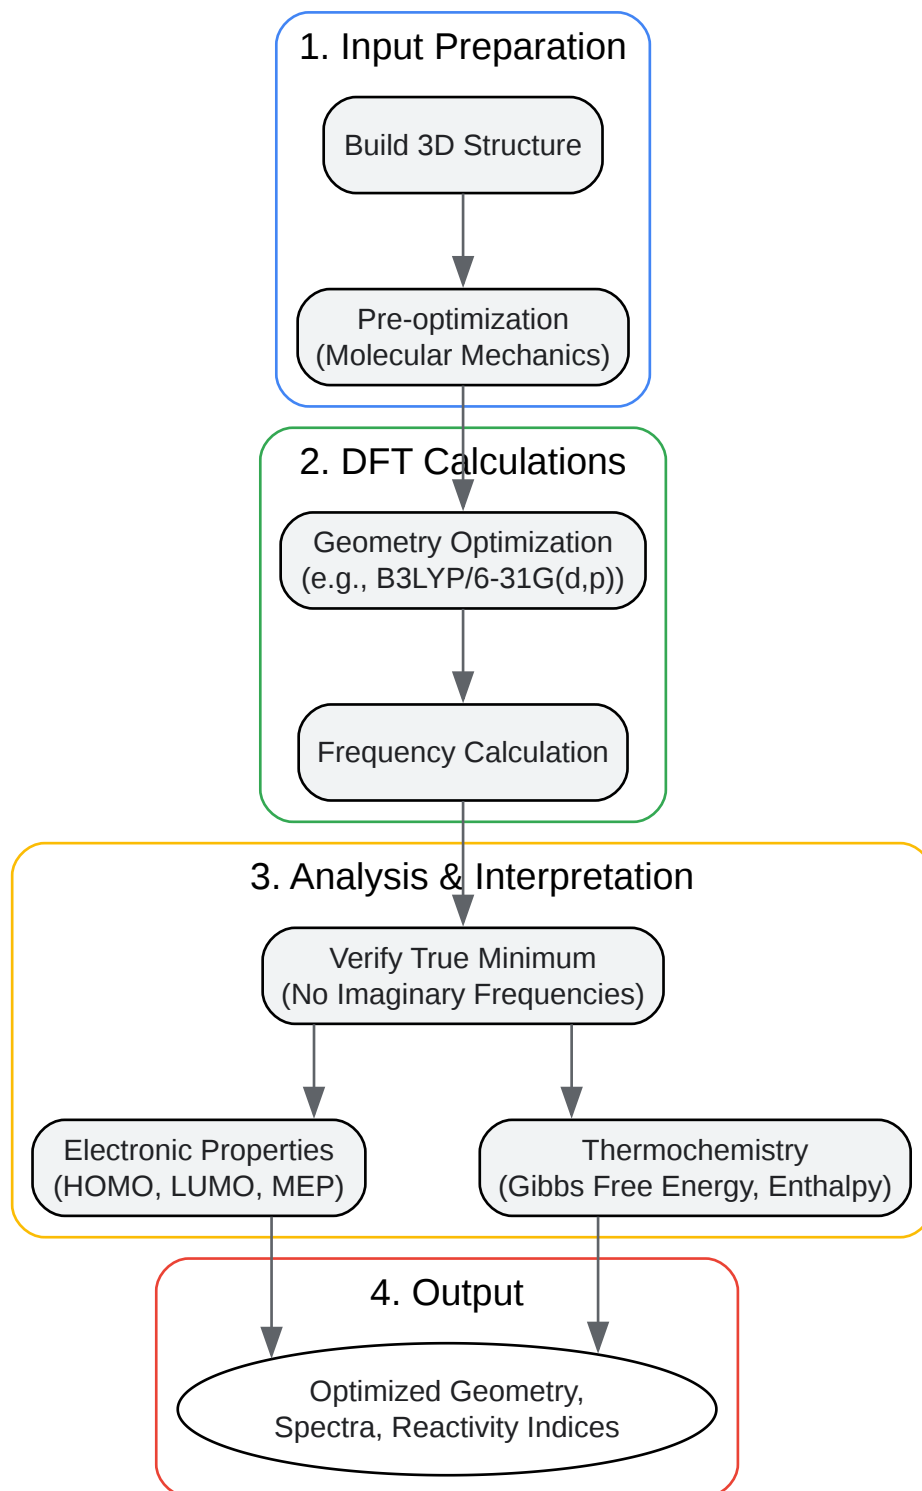 1. Input Preparation
Build 3D Structure
Pre-optimization
(Molecular Mechanics)
2. DFT Calculations
Geometry Optimization
(e.g., B3LYP/6-31G(d,p))
Frequency Calculation
3. Analysis & Interpretation
Verify True Minimum
(No Imaginary Frequencies)
Electronic Properties
(HOMO, LUMO, MEP)
Thermochemistry
(Gibbs Free Energy, Enthalpy)
4. Output
Optimized Geometry,
Spectra, Reactivity Indices